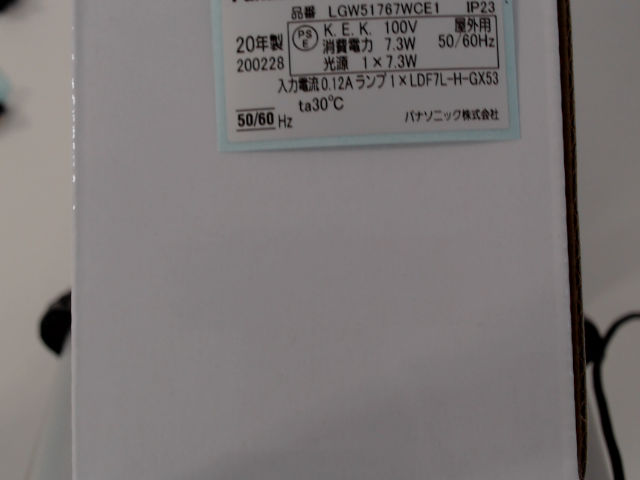 品番 LGW51767WCE1 IP23
20年製 PS E K. E. K. 100V 屋外用
消費電力 7.3W 50/60Hz
200228 光源 1×7.3W
入力電流0.12A ランプ1×LDF7L-H-GX53
ta30℃
50/60 Hz パナソニック株式会社